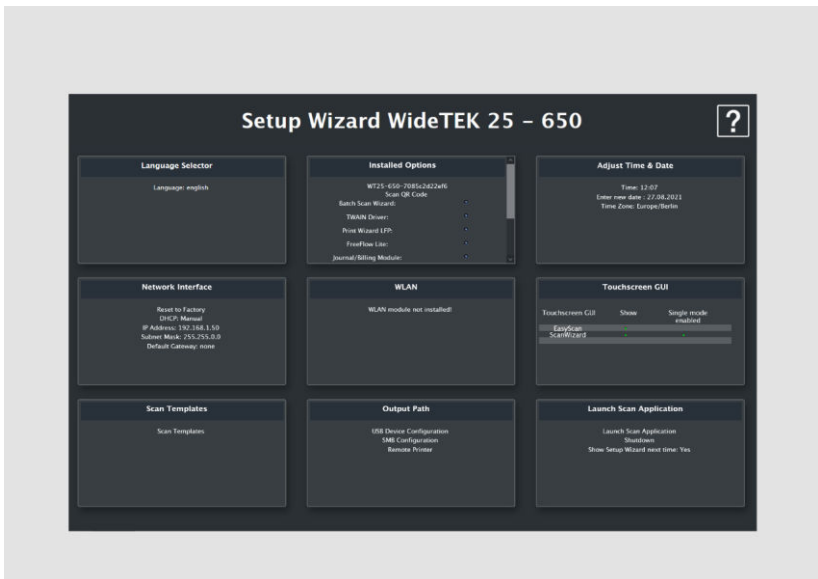 Setup Wizard WideTEK 25 – 650
?
Language Selector
Language: english
Installed Options
WT25-650-7085c2d22ef6
Scan QR Code
Batch Scan Wizard:
TWAIN Driver:
Print Wizard LFP:
FreeFlow Lite:
Journal/Billing Module:
Adjust Time & Date
Time: 12:07
Enter new date : 27.08.2021
Time Zone: Europe/Berlin
Network Interface
Reset to Factory
DHCP: Manual
IP Address: 192.168.1.50
Subnet Mask: 255.255.0.0
Default Gateway: none
WLAN
WLAN module not installed!
Touchscreen GUI
Touchscreen GUI Show Single mode
enabled
EasyScan
ScanWizard
Scan Templates
Scan Templates
Output Path
USB Device Configuration
SMB Configuration
Remote Printer
Launch Scan Application
Launch Scan Application
Shutdown
Show Setup Wizard next time: Yes